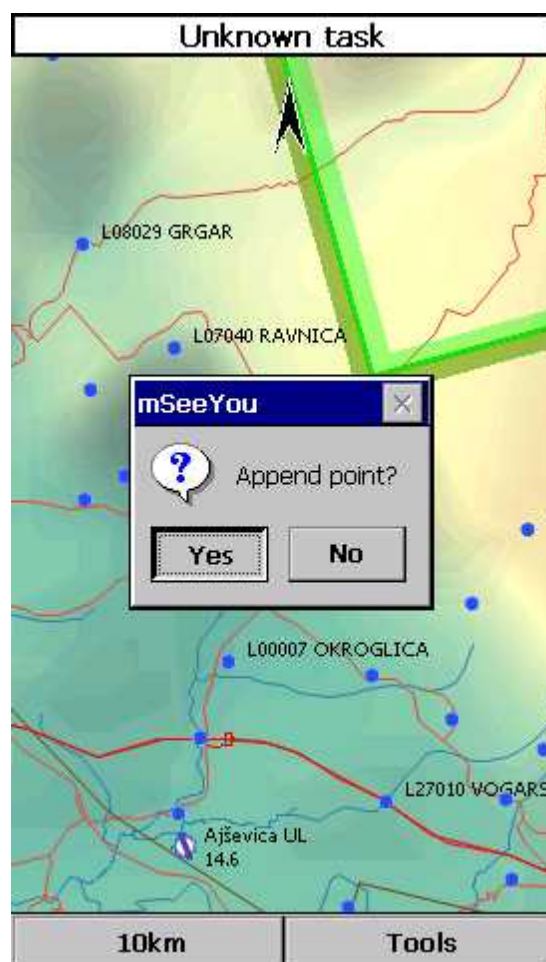 Unknown task
L08029 GRGAR
L07040 RAVNICA
mSeeYou
Append point?
Yes
No
L00007 OKROGLICA
L27010 VOGARS
Ajševica UL
14.6
10km
Tools